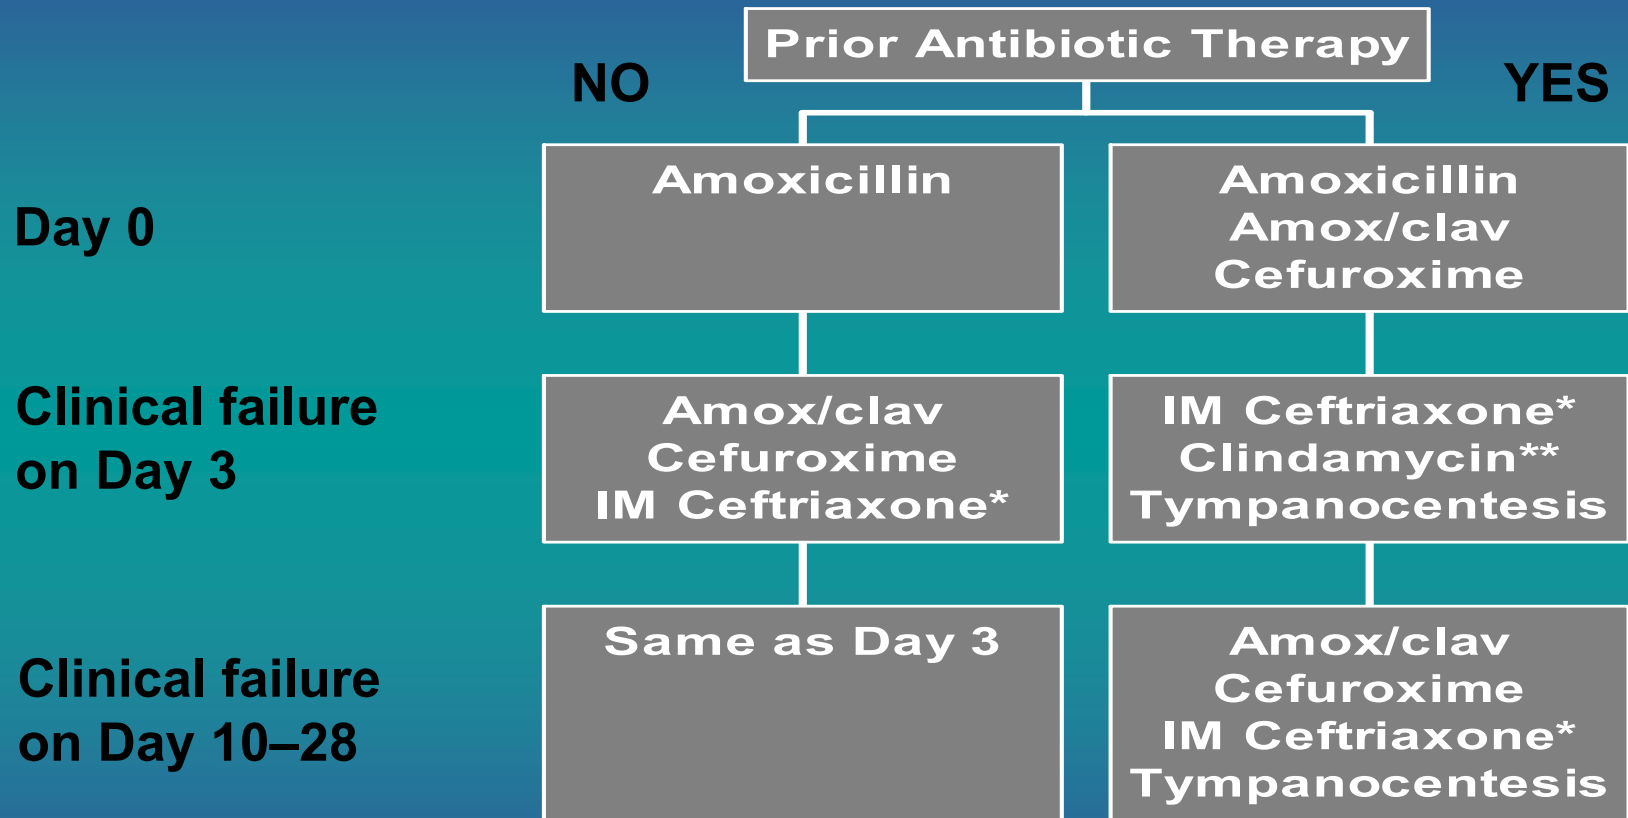 Prior Antibiotic Therapy
NO
YES
Day 0
Amoxicillin
Amoxicillin
Amox/clav
Cefuroxime
Clinical failure
on Day 3
Amox/clav
Cefuroxime
IM Ceftriaxone*
IM Ceftriaxone*
Clindamycin**
Tympanocentesis
Clinical failure
on Day 10–28
Same as Day 3
Amox/clav
Cefuroxime
IM Ceftriaxone*
Tympanocentesis